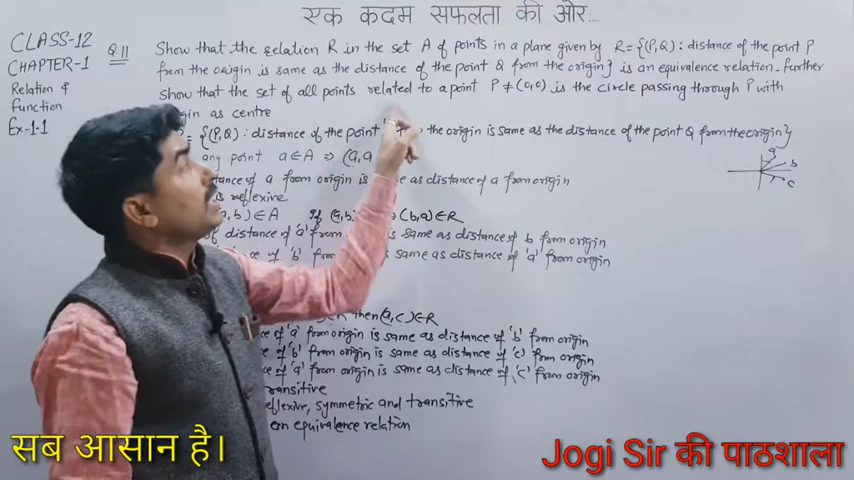 एक कदम सफलता की ओर....
CLASS-12
CHAPTER-1
Relation &
Function
Ex-1.1
Q.11
Show that the relation R in the set A of points in a plane given by R = {(P,Q) : distance of the point P
from the origin is same as the distance of the point Q from the origin} is an equivalence relation. Further
show that the set of all points related to a point P ≠ (0,0) is the circle passing through P with
as centre
= {(P,Q) : distance of the point the origin is same as the distance of the point Q from the origin}
any point a∈A ⇒ (a,a
of a from origin is as distance of a from origin
is reflexive
,b) ∈ A If (a,b) (b,a) ∈ R
distance of 'a' from origin is same as distance of b from origin
of 'b' from same as distance of 'a' from origin
then (a,c) ∈ R
of 'a' from origin is same as distance of 'b' from origin
of 'b' from origin is same as distance of 'c' from origin
of 'a' from origin is same as distance of 'c' from origin
transitive
reflexive, symmetric and transitive
an equivalence relation
a
b
c
सब आसान है।
Jogi Sir की पाठशाला